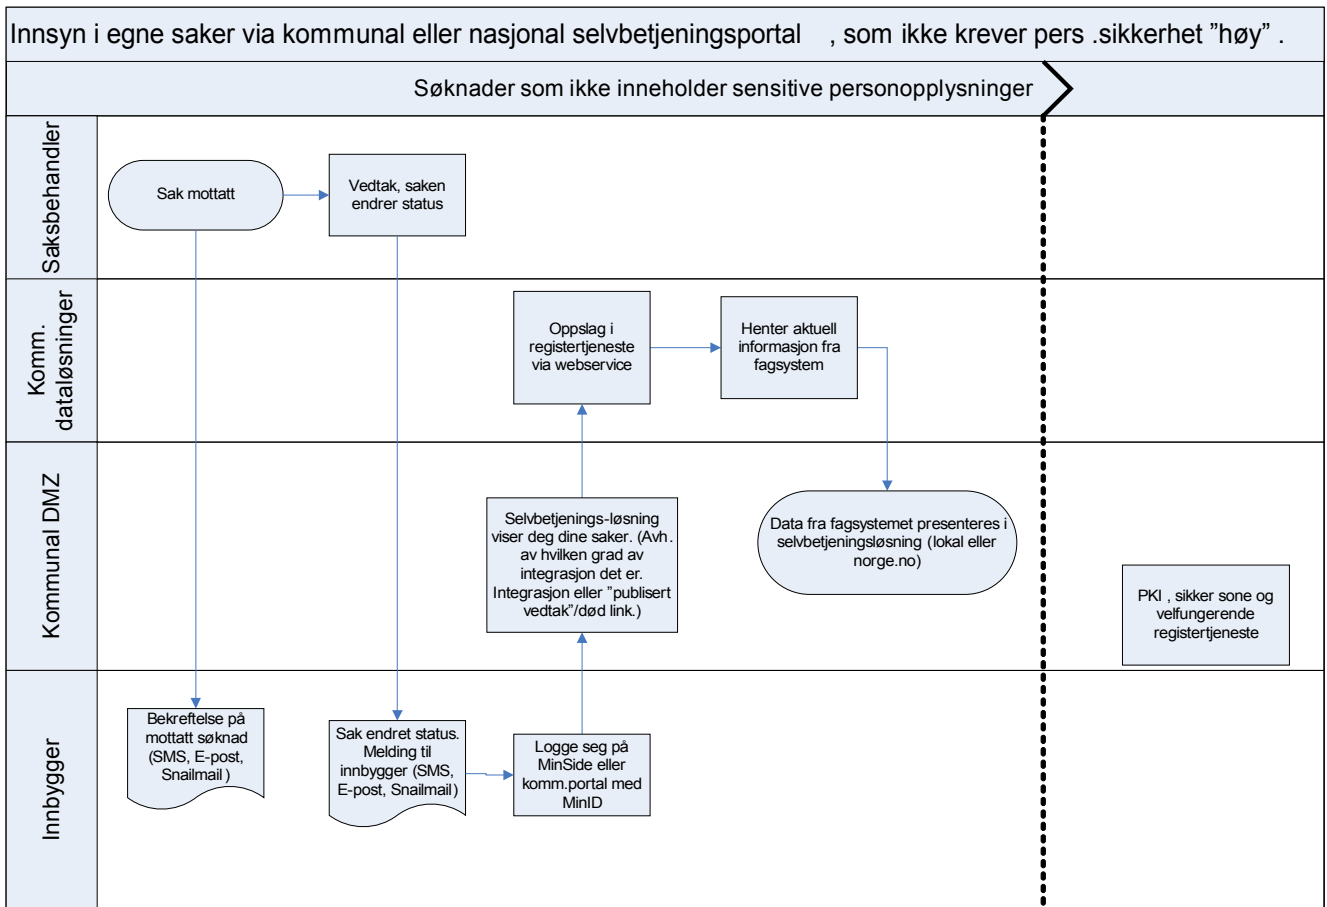 Innsyn i egne saker via kommunal eller nasjonal selvbetjeningsportal , som ikke krever pers .sikkerhet "høy" .
Søknader som ikke inneholder sensitive personopplysninger
Saksbehandler
Sak mottatt
Vedtak, saken
endrer status
Komm.
dataløsninger
Oppslag i
registertjeneste
via webservice
Henter aktuell
informasjon fra
fagsystem
Kommunal DMZ
Selvbetjenings-løsning
viser deg dine saker. (Avh.
av hvilken grad av
integrasjon det er.
Integrasjon eller "publisert
vedtak"/død link.)
Data fra fagsystemet presenteres i
selvbetjeningsløsning (lokal eller
norge.no)
PKI , sikker sone og
velfungerende
registertjeneste
Innbygger
Bekreftelse på
mottatt søknad
(SMS, E-post,
Snailmail)
Sak endret status.
Melding til
innbygger (SMS,
E-post, Snailmail)
Logge seg på
MinSide eller
komm.portal med
MinID